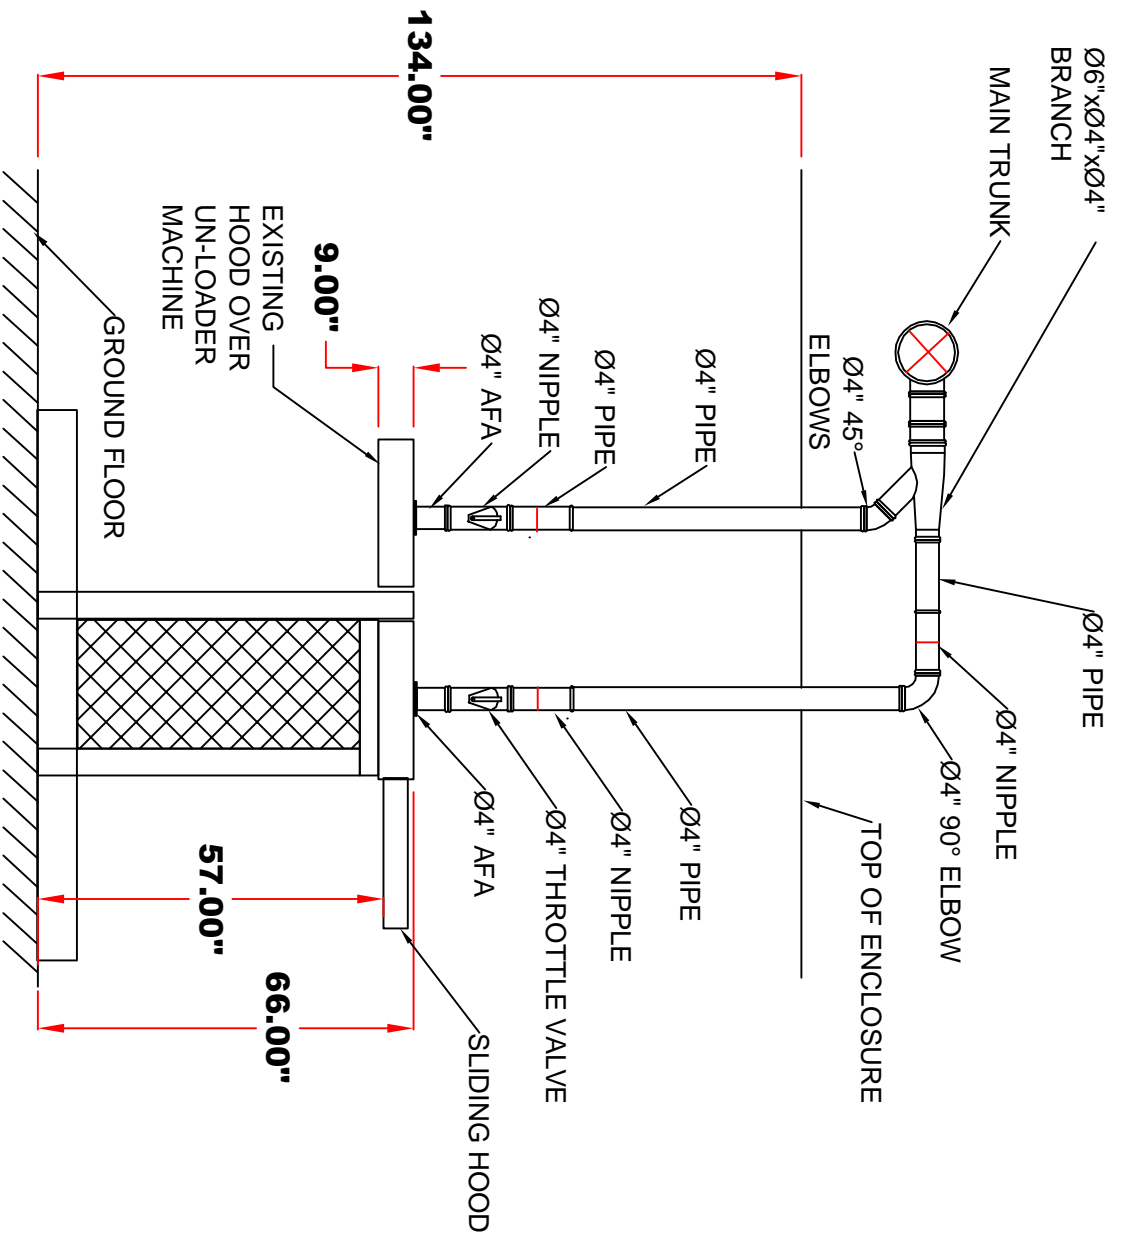 Ø6"xØ4"xØ4"
BRANCH
MAIN TRUNK
Ø4" PIPE
Ø4" NIPPLE
Ø4" 90° ELBOW
TOP OF ENCLOSURE
Ø4" 45°
ELBOWS
Ø4" PIPE
Ø4" PIPE
Ø4" PIPE
Ø4" NIPPLE
Ø4" NIPPLE
Ø4" THROTTLE VALVE
Ø4" AFA
Ø4" AFA
SLIDING HOOD
134.00"
9.00"
EXISTING
HOOD OVER
UN-LOADER
MACHINE
66.00"
57.00"
GROUND FLOOR